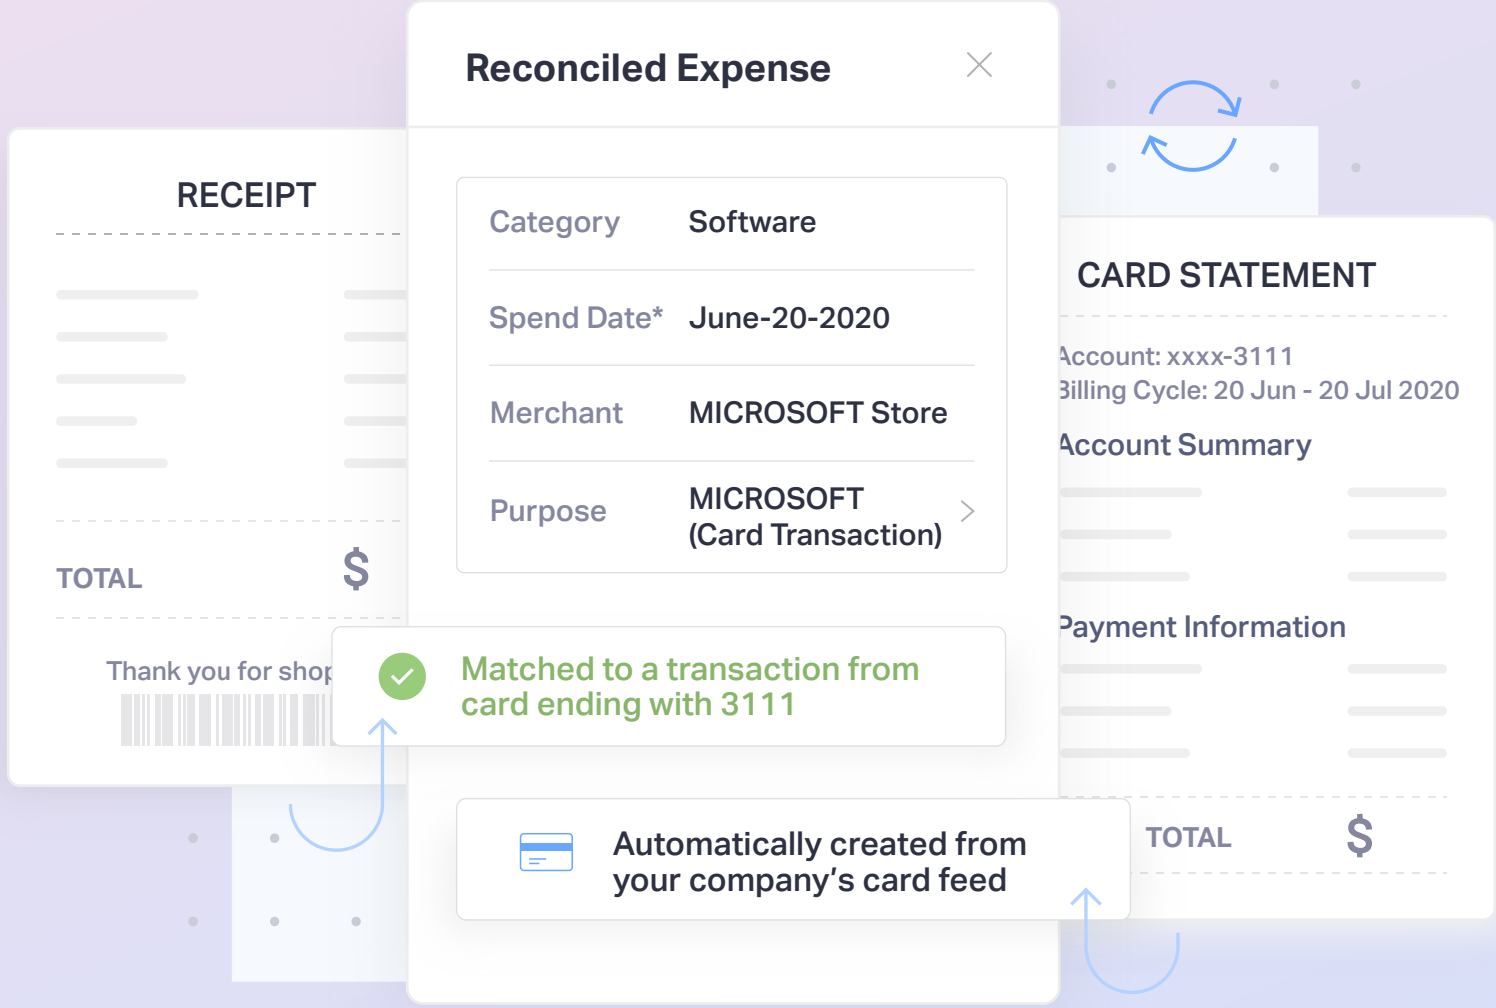 Reconciled Expense
RECEIPT
TOTAL $
Thank you for
Category Software
Spend Date* June-20-2020
Merchant MICROSOFT Store
Purpose MICROSOFT
(Card Transaction)
Matched to a transaction from
card ending with 3111
Automatically created from
your company’s card feed
CARD STATEMENT
Account: xxxx-3111
Billing Cycle: 20 Jun - 20 Jul 2020
Account Summary
Payment Information
TOTAL $